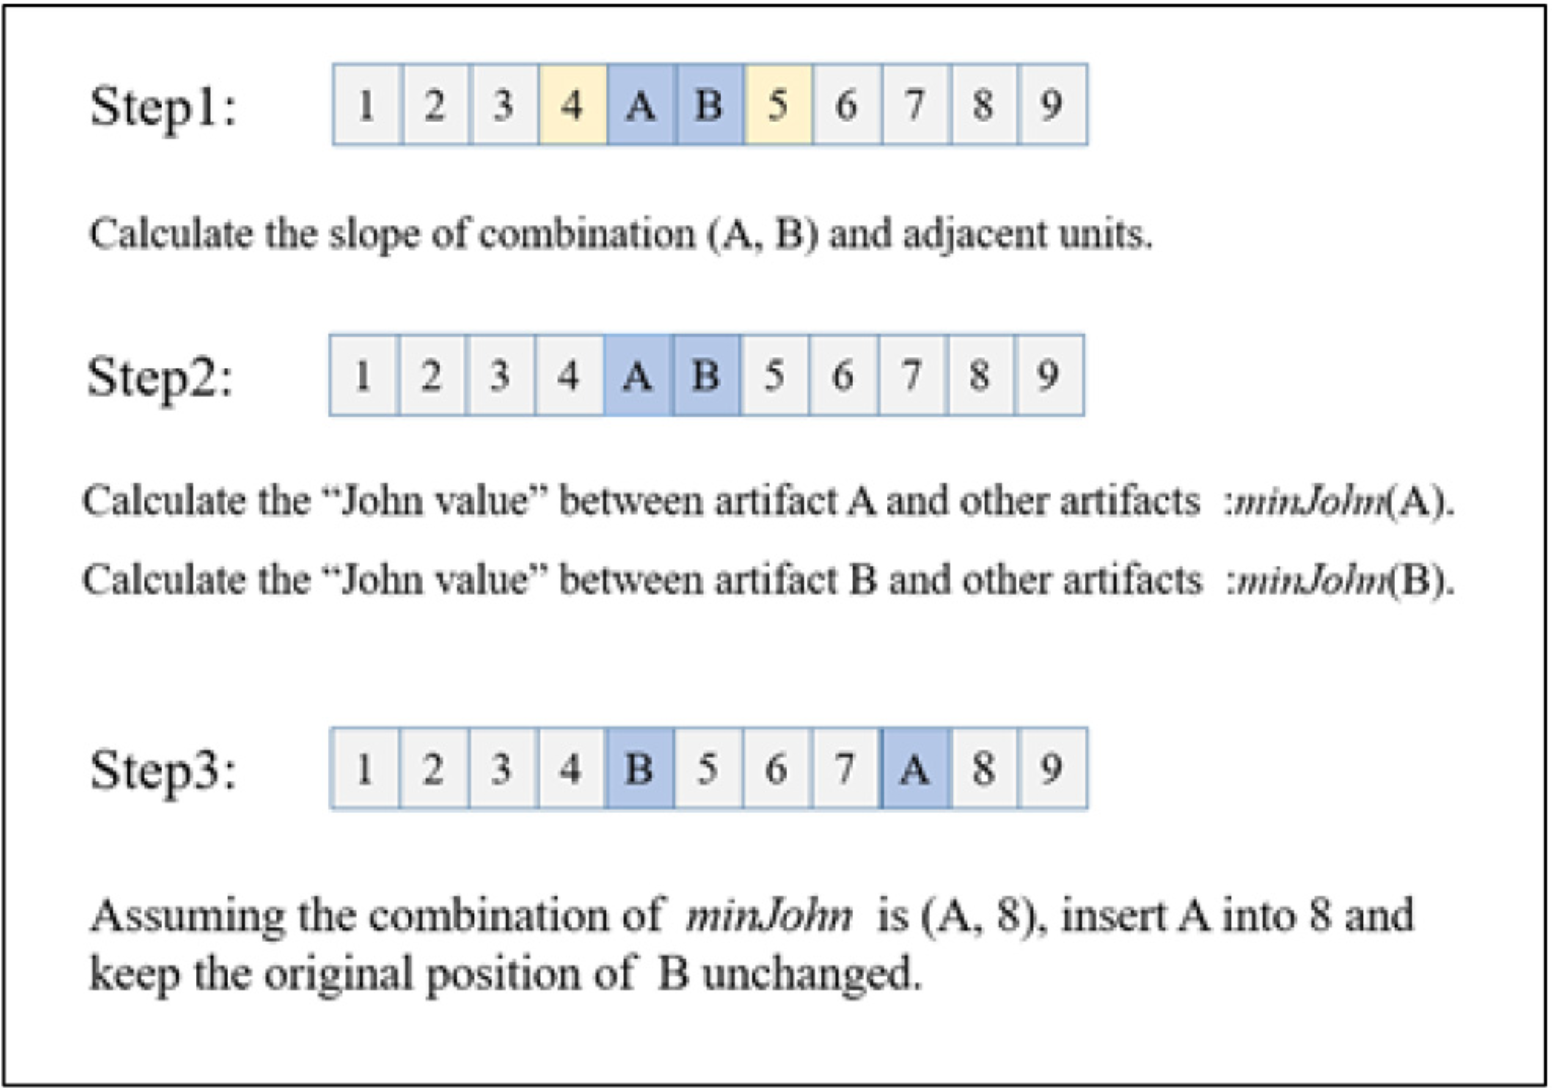 Step1: 1 2 3 4 A B 5 6 7 8 9
Calculate the slope of combination (A, B) and adjacent units.
Step2: 1 2 3 4 A B 5 6 7 8 9
Calculate the “John value” between artifact A and other artifacts :minJohn(A).
Calculate the “John value” between artifact B and other artifacts :minJohn(B).
Step3: 1 2 3 4 B 5 6 7 A 8 9
Assuming the combination of minJohn is (A, 8), insert A into 8 and
keep the original position of B unchanged.